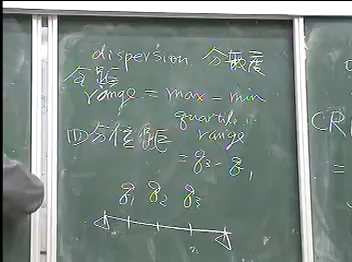 dispersion 分散度
全距
range = max - min
quartile range
四分位距
= q3 - q1
q1 q2 q3
CR
=